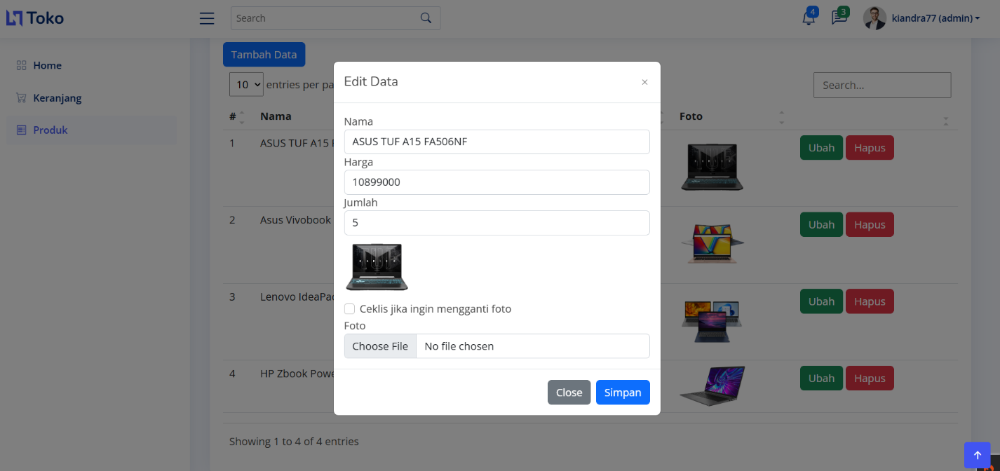 Toko
Search
4
3
kiandra77 (admin)
Home
Keranjang
Produk
Tambah Data
10 entries per pa
Search...
# Nama Foto
1 ASUS TUF A15 Ubah Hapus
2 Asus Vivobook Ubah Hapus
3 Lenovo IdeaPad Ubah Hapus
4 HP Zbook Powe Ubah Hapus
Showing 1 to 4 of 4 entries
Edit Data
×
Nama
ASUS TUF A15 FA506NF
Harga
10899000
Jumlah
5
Ceklis jika ingin mengganti foto
Foto
Choose File No file chosen
Close Simpan